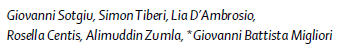 Giovanni Sotgiu, Simon Tiberi, Lia D’Ambrosio,
Rosella Centis, Alimuddin Zumla, *Giovanni Battista Migliori